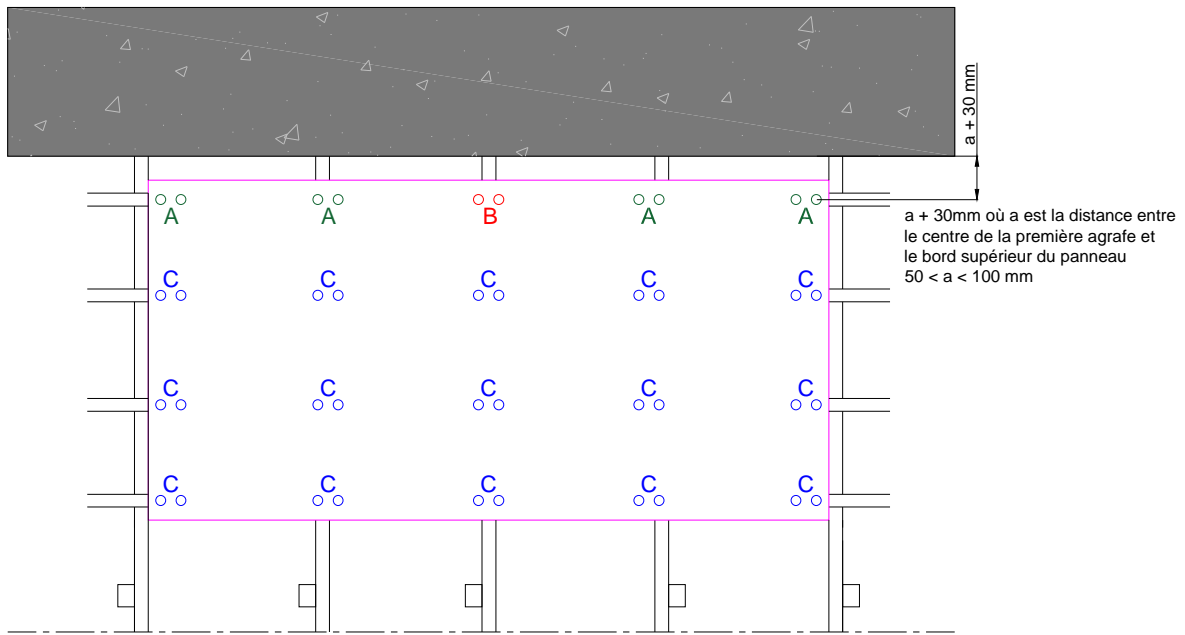 a + 30 mm
A A B A A
a + 30mm où a est la distance entre
le centre de la première agrafe et
le bord supérieur du panneau
50 < a < 100 mm
C C C C C
C C C C C
C C C C C